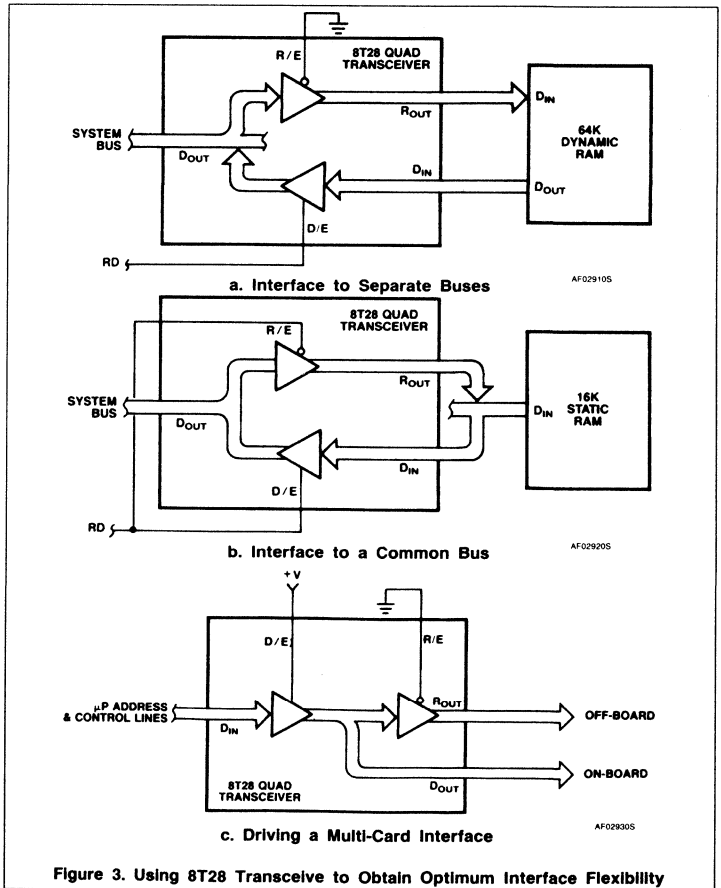 8T28 QUAD
TRANSCEIVER
R/E
ROUT
DIN
SYSTEM
BUS
DOUT
64K
DYNAMIC
RAM
DIN
DOUT
D/E
RD
a. Interface to Separate Buses
AF02910S
8T28 QUAD
TRANSCEIVER
R/E
ROUT
SYSTEM
BUS
DOUT
DIN
16K
STATIC
RAM
DIN
D/E
RD
b. Interface to a Common Bus
AF02920S
+V
D/E
R/E
μP ADDRESS
& CONTROL LINES
DIN
ROUT
OFF-BOARD
ON-BOARD
DOUT
8T28 QUAD
TRANSCEIVER
c. Driving a Multi-Card Interface
AF02930S
Figure 3. Using 8T28 Transceive to Obtain Optimum Interface Flexibility